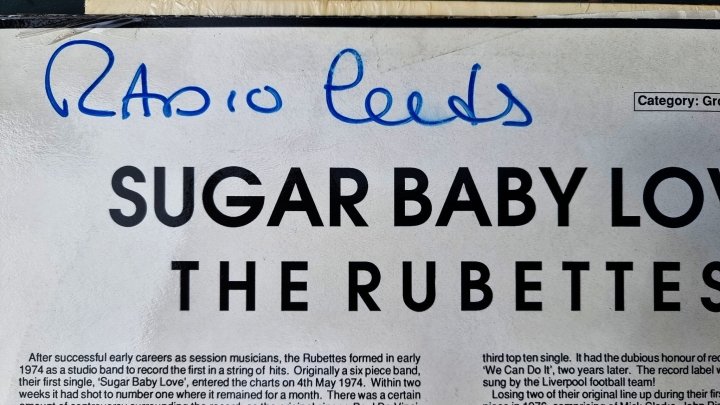 RADIO Leeds
Category: Gro
SUGAR BABY LOV
THE RUBETTES
After successful early careers as session musicians, the Rubettes formed in early
1974 as a studio band to record the first in a string of hits. Originally a six piece band,
their first single, 'Sugar Baby Love', entered the charts on 4th May 1974. Within two
weeks it had shot to number one where it remained for a month. There was a certain
third top ten single. It had the dubious honour of rec
'We Can Do It', two years later. The record label w
sung by the Liverpool football team!
Losing two of their original line up during their fir